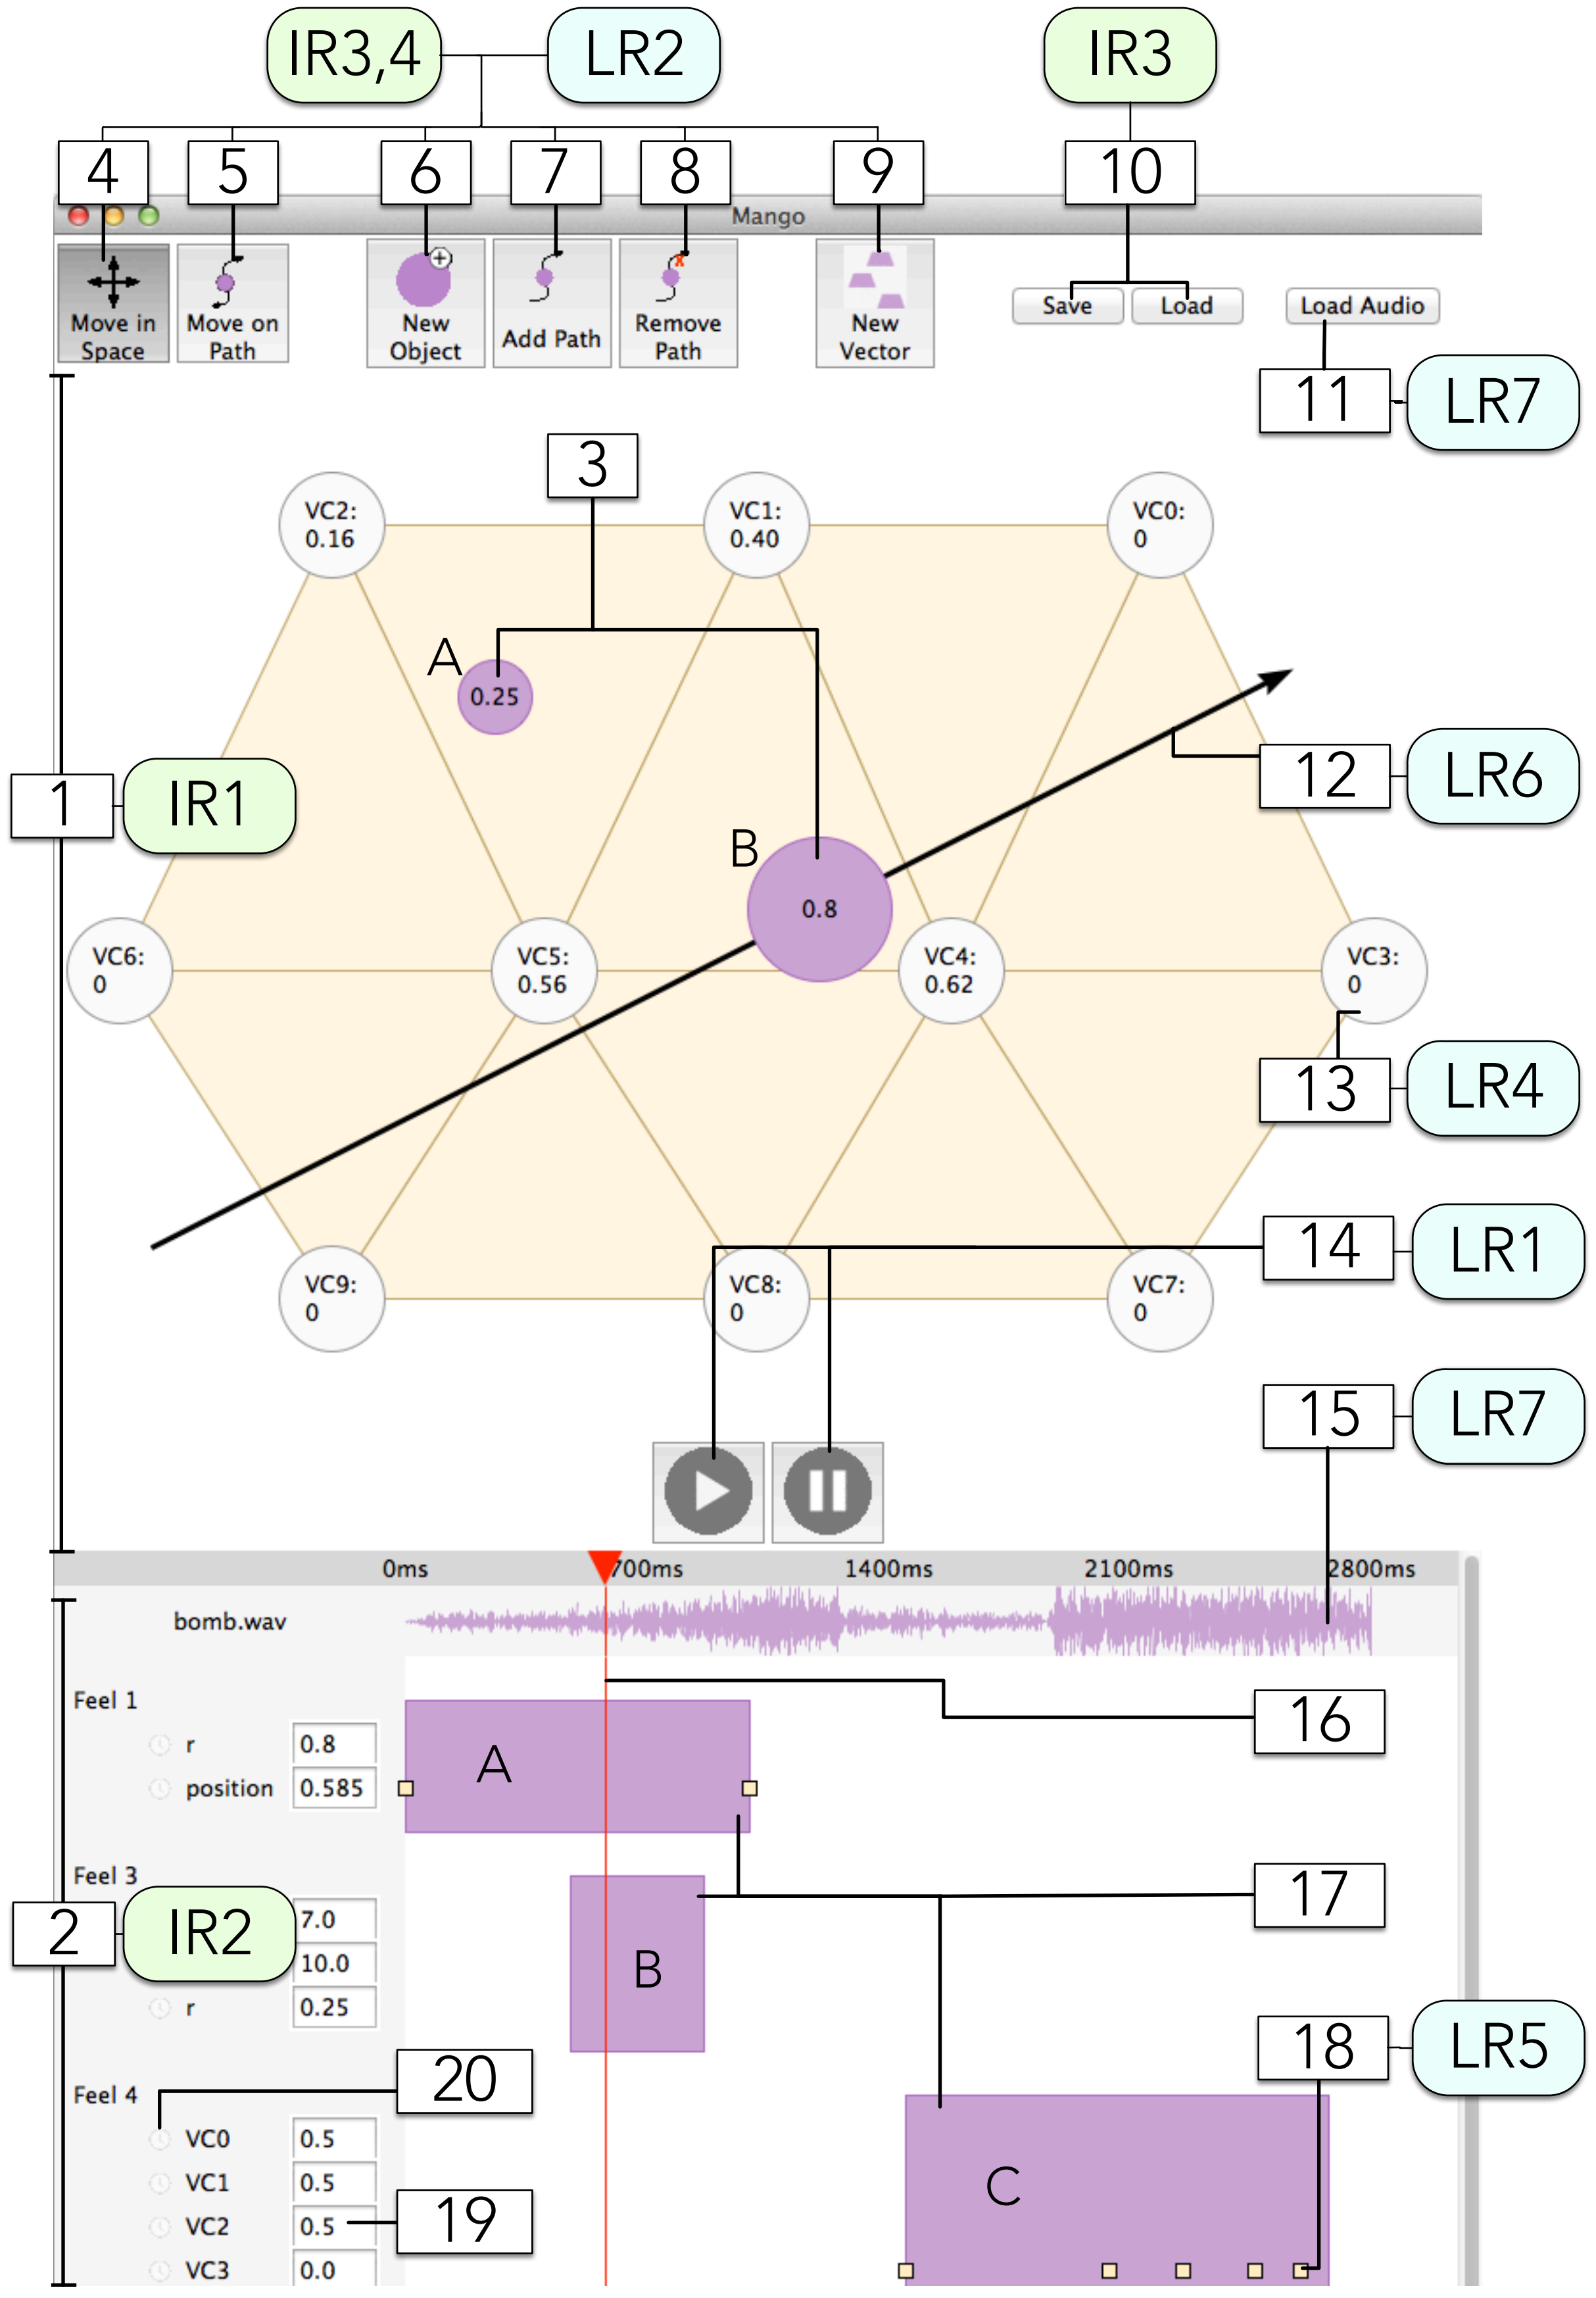 IR3,4
LR2
IR3
4
5
6
7
8
9
10
Mango
Move in
Space
Move on
Path
New
Object
Add Path
Remove
Path
New
Vector
Save
Load
Load Audio
11
LR7
3
VC2:
0.16
VC1:
0.40
VC0:
0
A
0.25
12
LR6
1
IR1
B
0.8
VC6:
0
VC5:
0.56
VC4:
0.62
VC3:
0
13
LR4
14
LR1
VC9:
0
VC8:
0
VC7:
0
15
LR7
0ms
700ms
1400ms
2100ms
2800ms
bomb.wav
Feel 1
r
0.8
position
0.585
A
16
Feel 3
7.0
2
IR2
10.0
r
0.25
B
17
18
LR5
20
Feel 4
VC0
0.5
VC1
0.5
VC2
0.5
19
VC3
0.0
C